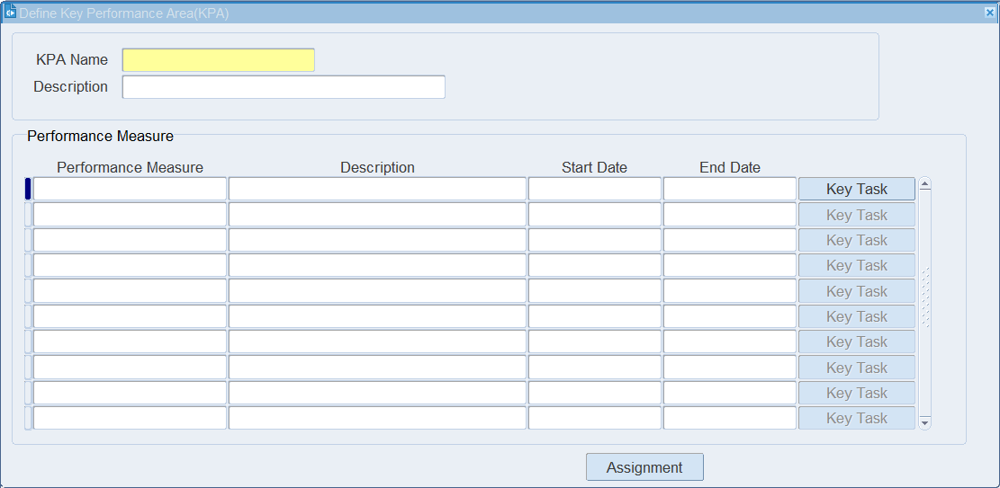 Define Key Performance Area(KPA)
KPA Name
Description
Performance Measure
Performance Measure Description Start Date End Date
Key Task
Key Task
Key Task
Key Task
Key Task
Key Task
Key Task
Key Task
Key Task
Key Task
Assignment